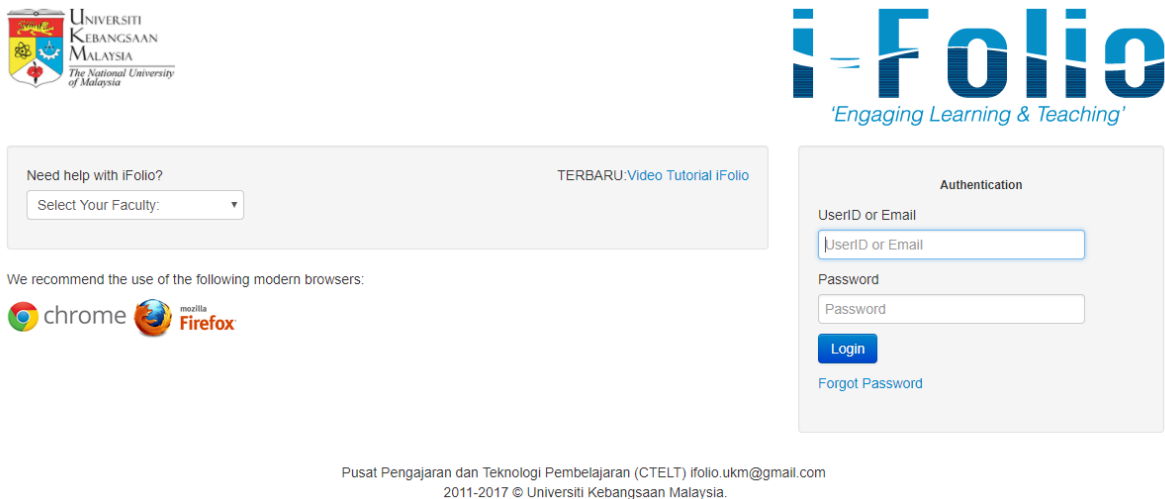 UNIVERSITI
KEBANGSAAN
MALAYSIA
The National University
of Malaysia
i-Folio
'Engaging Learning & Teaching'
Need help with iFolio?
TERBARU:Video Tutorial iFolio
Select Your Faculty:
We recommend the use of the following modern browsers:
chrome
mozilla
Firefox
Authentication
UserID or Email
UserID or Email
Password
Password
Login
Forgot Password
Pusat Pengajaran dan Teknologi Pembelajaran (CTELT) ifolio.ukm@gmail.com
2011-2017 © Universiti Kebangsaan Malaysia.